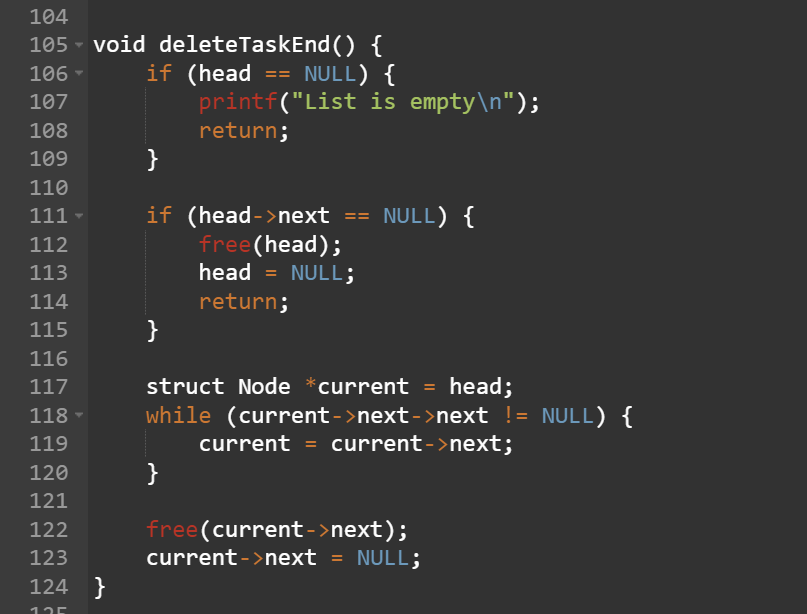 104
105 void deleteTaskEnd() {
106     if (head == NULL) {
107         printf("List is empty\n");
108         return;
109     }
110
111     if (head->next == NULL) {
112         free(head);
113         head = NULL;
114         return;
115     }
116
117     struct Node *current = head;
118     while (current->next->next != NULL) {
119         current = current->next;
120     }
121
122     free(current->next);
123     current->next = NULL;
124 }
125